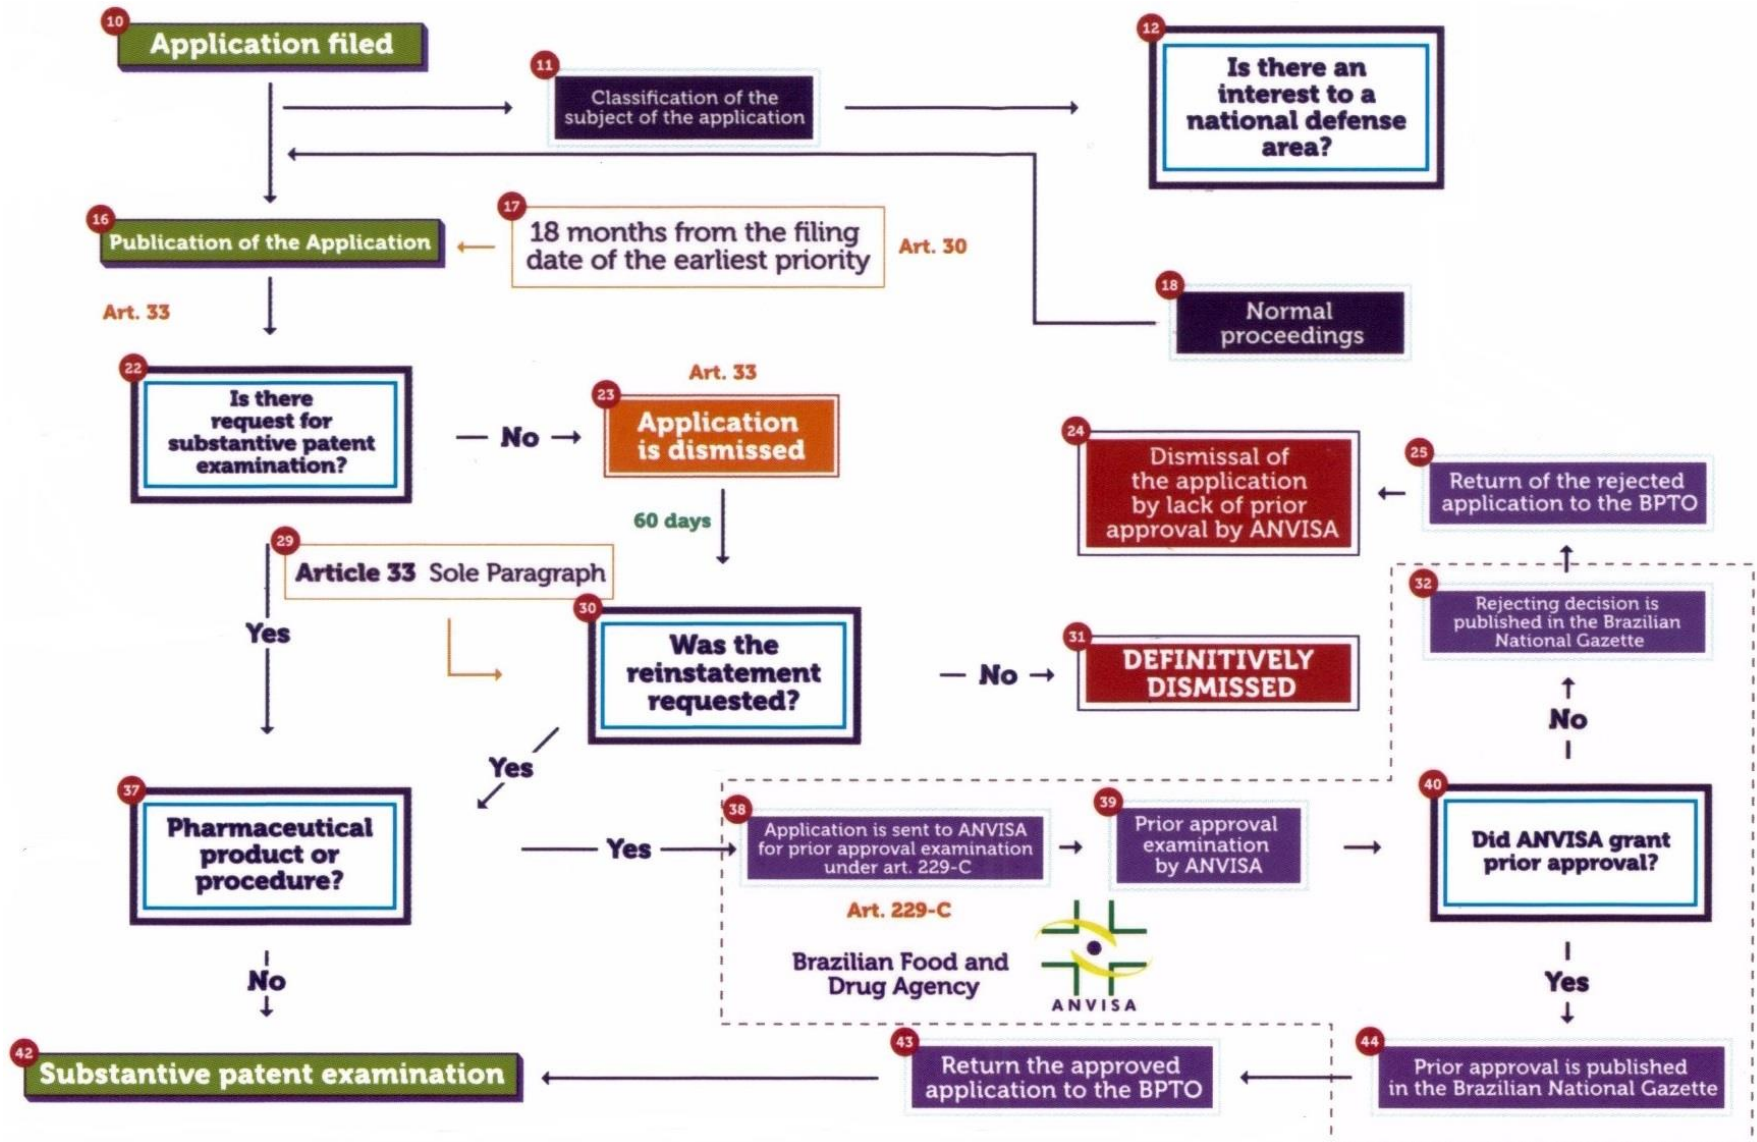 10
Application filed
11
Classification of the
subject of the application
12
Is there an
interest to a
national defense
area?
16
Publication of the Application
17
18 months from the filing
date of the earliest priority
Art. 30
18
Normal
proceedings
Art. 33
22
Is there
request for
substantive patent
examination?
No
Art. 33
23
Application
is dismissed
60 days
24
Dismissal of
the application
by lack of prior
approval by ANVISA
25
Return of the rejected
application to the BPTO
29
Article 33 Sole Paragraph
Yes
30
Was the
reinstatement
requested?
No
31
DEFINITIVELY
DISMISSED
32
Rejecting decision is
published in the Brazilian
National Gazette
No
Yes
37
Pharmaceutical
product or
procedure?
Yes
38
Application is sent to ANVISA
for prior approval examination
under art. 229-C
Art. 229-C
39
Prior approval
examination
by ANVISA
40
Did ANVISA grant
prior approval?
Brazilian Food and
Drug Agency
ANVISA
No
Yes
42
Substantive patent examination
43
Return the approved
application to the BPTO
44
Prior approval is published
in the Brazilian National Gazette